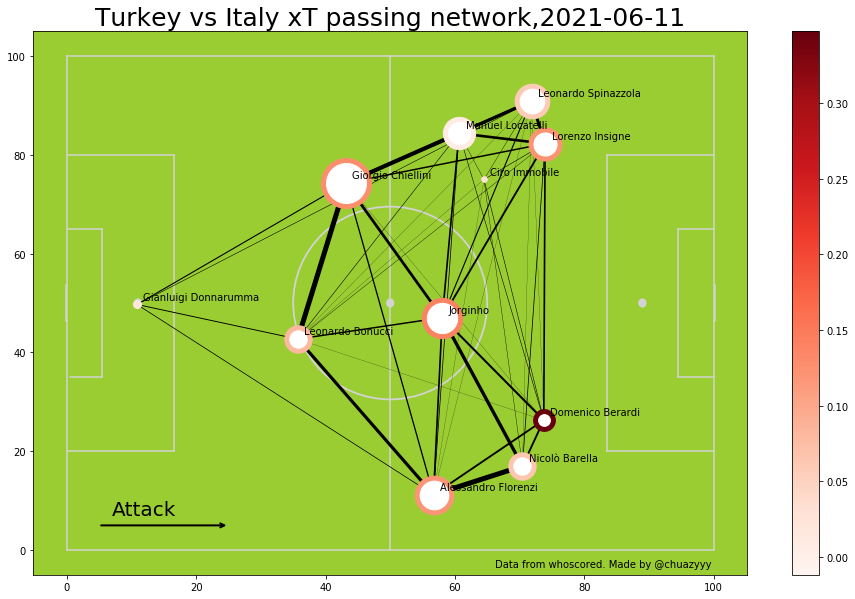 Turkey vs Italy xT passing network,2021-06-11
100
80
60
40
20
0
0
20
40
60
80
100
Leonardo Spinazzola
Manuel Locatelli
Lorenzo Insigne
Ciro Immobile
Giorgio Chiellini
Gianluigi Donnarumma
Jorginho
Leonardo Bonucci
Domenico Berardi
Nicolò Barella
Alessandro Florenzi
Attack
Data from whoscored. Made by @chuazyyy
0.30
0.25
0.20
0.15
0.10
0.05
0.00